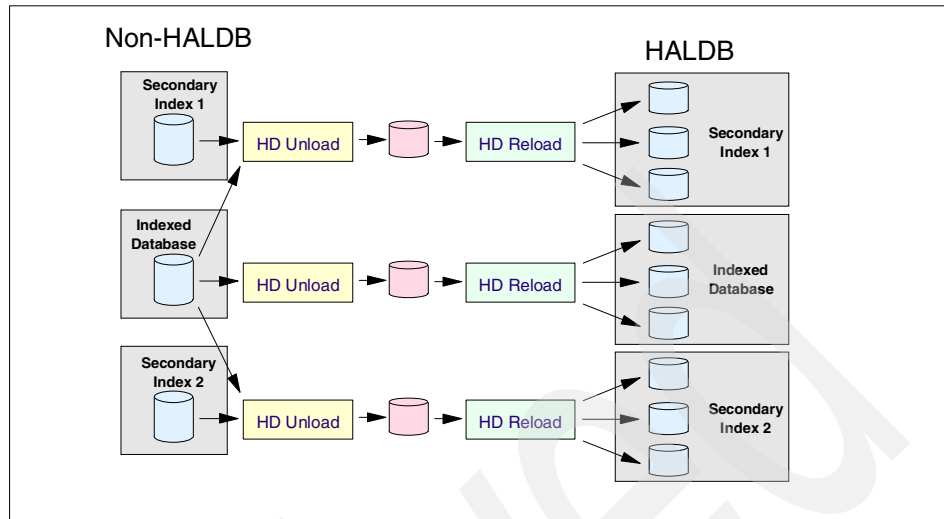 Non-HALDB
HALDB
Secondary
Index 1
HD Unload
HD Reload
Secondary
Index 1
Indexed
Database
HD Unload
HD Reload
Indexed
Database
Secondary
Index 2
HD Unload
HD Reload
Secondary
Index 2